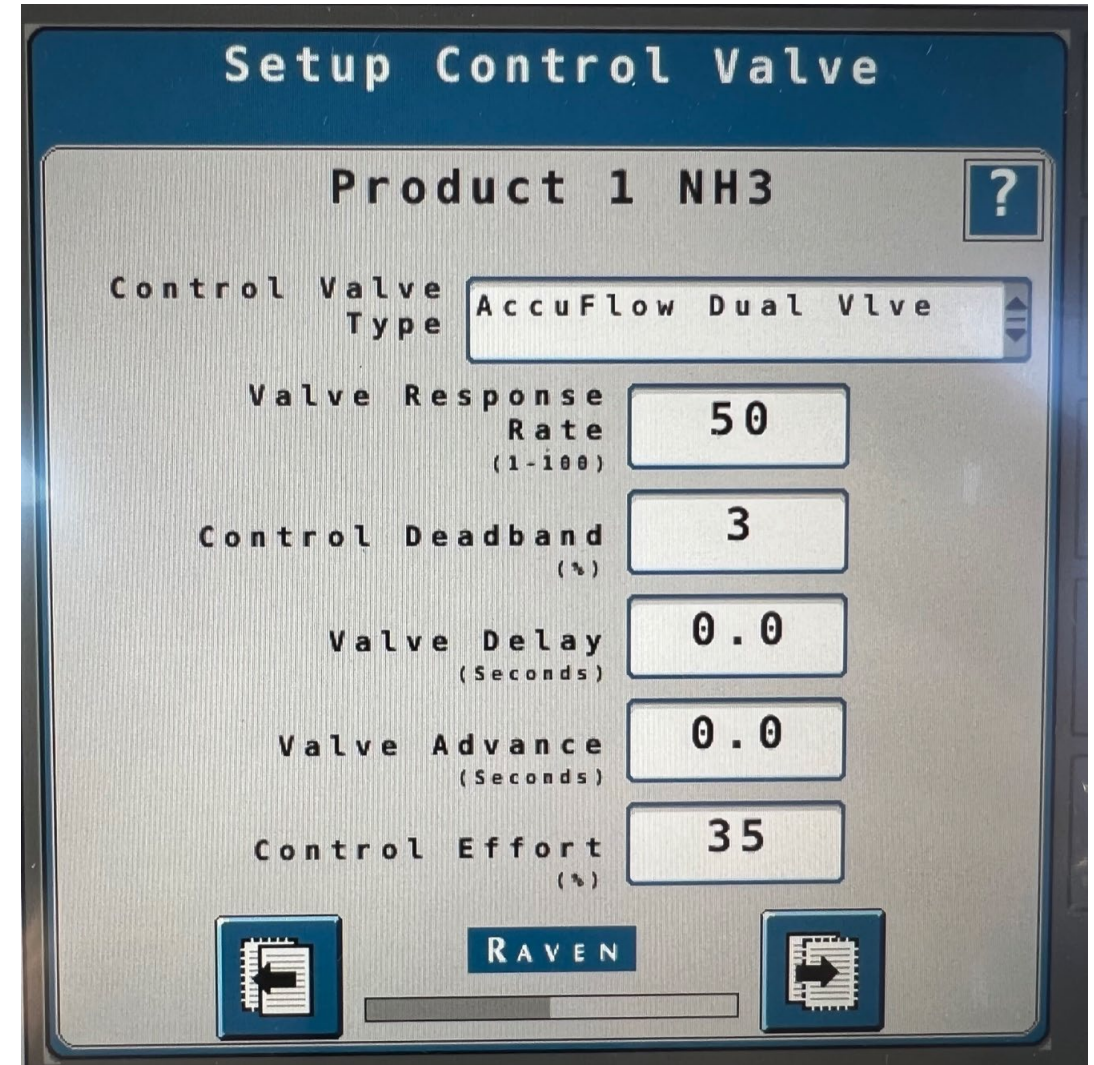 Setup Control Valve
Product 1 NH3
?
Control Valve
Type
AccuFlow Dual Vlve
Valve Response
Rate
(1-100)
50
Control Deadband
(%)
3
Valve Delay
(Seconds)
0.0
Valve Advance
(Seconds)
0.0
Control Effort
(%)
35
RAVEN